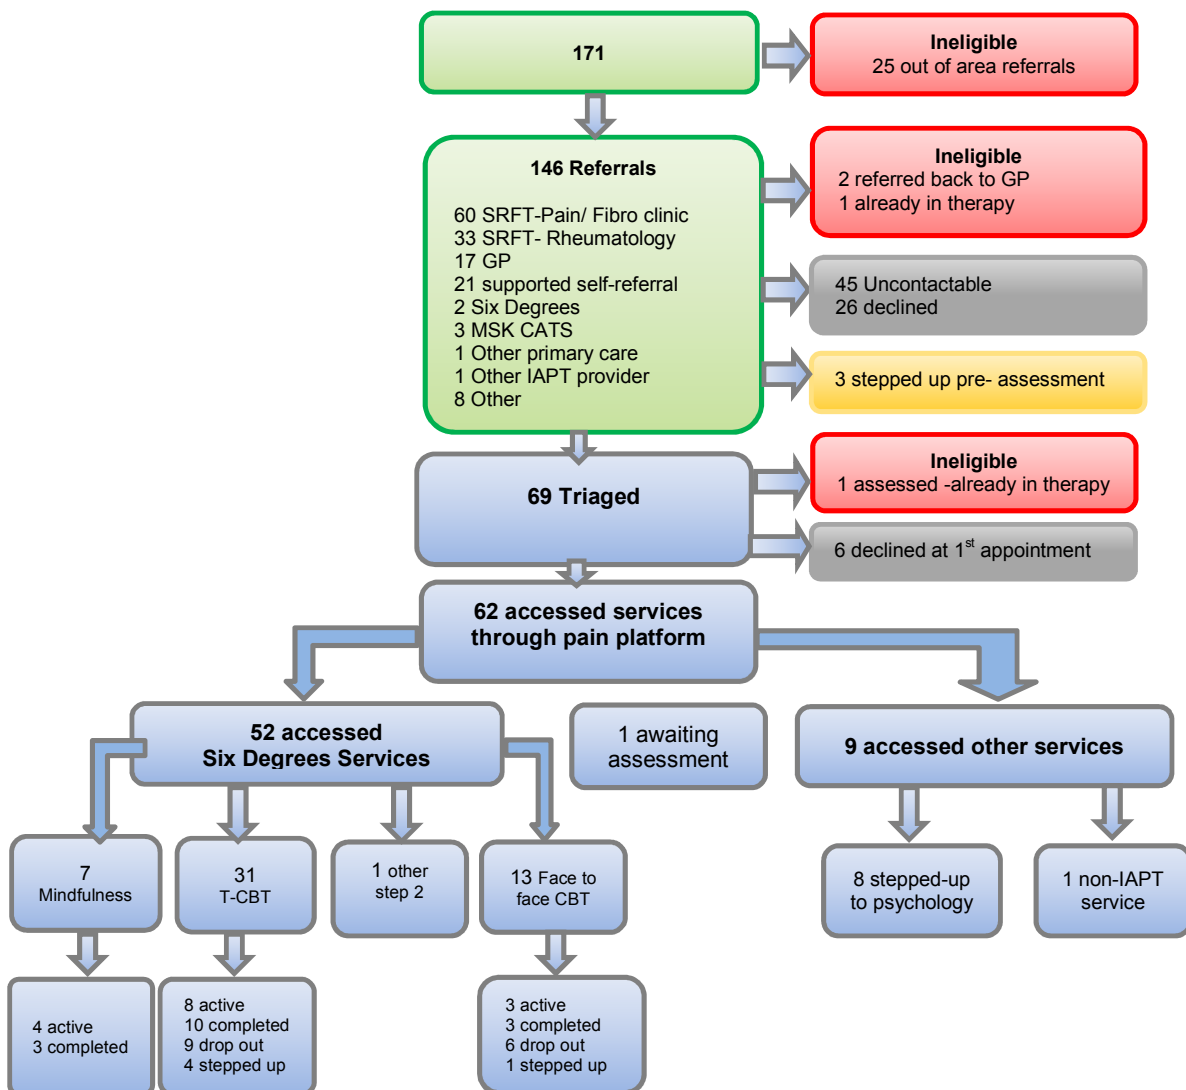 171
Ineligible
25 out of area referrals
146 Referrals
60 SRFT-Pain/ Fibro clinic
33 SRFT- Rheumatology
17 GP
21 supported self-referral
2 Six Degrees
3 MSK CATS
1 Other primary care
1 Other IAPT provider
8 Other
Ineligible
2 referred back to GP
1 already in therapy
45 Uncontactable
26 declined
3 stepped up pre- assessment
69 Triaged
Ineligible
1 assessed -already in therapy
6 declined at 1st appointment
62 accessed services
through pain platform
52 accessed
Six Degrees Services
1 awaiting
assessment
9 accessed other services
7
Mindfulness
31
T-CBT
1 other
step 2
13 Face to
face CBT
8 stepped-up
to psychology
1 non-IAPT
service
4 active
3 completed
8 active
10 completed
9 drop out
4 stepped up
3 active
3 completed
6 drop out
1 stepped up